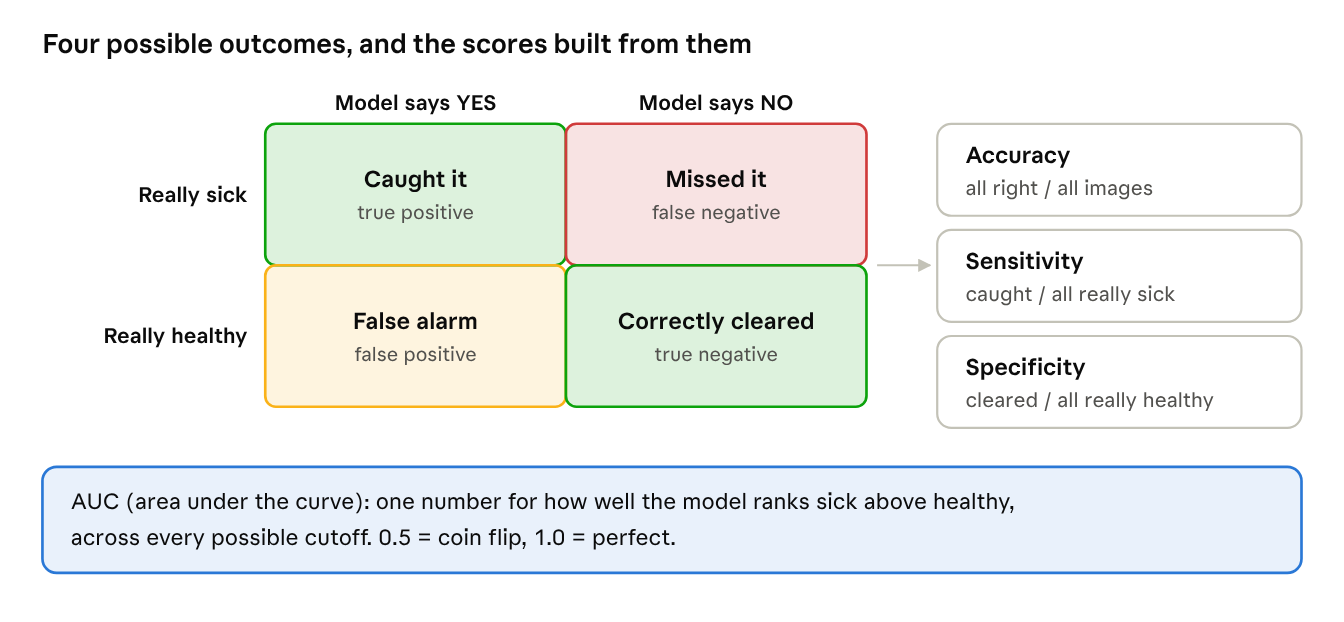 Four possible outcomes, and the scores built from them
Model says YES
Model says NO
Really sick
Caught it
true positive
Missed it
false negative
Really healthy
False alarm
false positive
Correctly cleared
true negative
Accuracy
all right / all images
Sensitivity
caught / all really sick
Specificity
cleared / all really healthy
AUC (area under the curve): one number for how well the model ranks sick above healthy,
across every possible cutoff. 0.5 = coin flip, 1.0 = perfect.